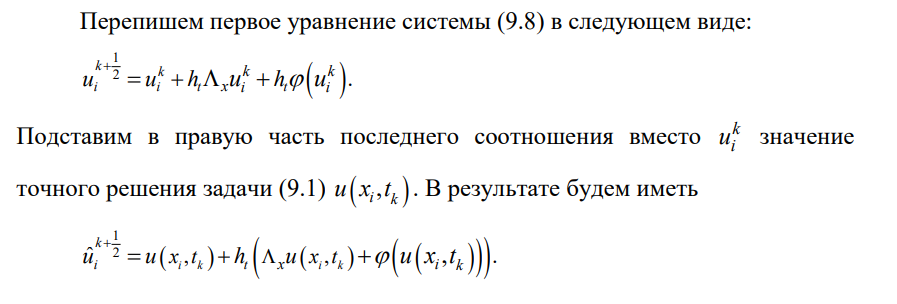 Перепишем первое уравнение системы (9.8) в следующем виде:
$u_i^{k+\frac{1}{2}} = u_i^k + h_t \Lambda_x u_i^k + h_t \varphi\left(u_i^k\right).$
Подставим в правую часть последнего соотношения вместо $u_i^k$ значение
точного решения задачи (9.1) $u\left(x_i, t_k\right)$. В результате будем иметь
$\hat{u}_i^{k+\frac{1}{2}} = u\left(x_i, t_k\right) + h_t \left(\Lambda_x u\left(x_i, t_k\right) + \varphi\left(u\left(x_i, t_k\right)\right)\right).$